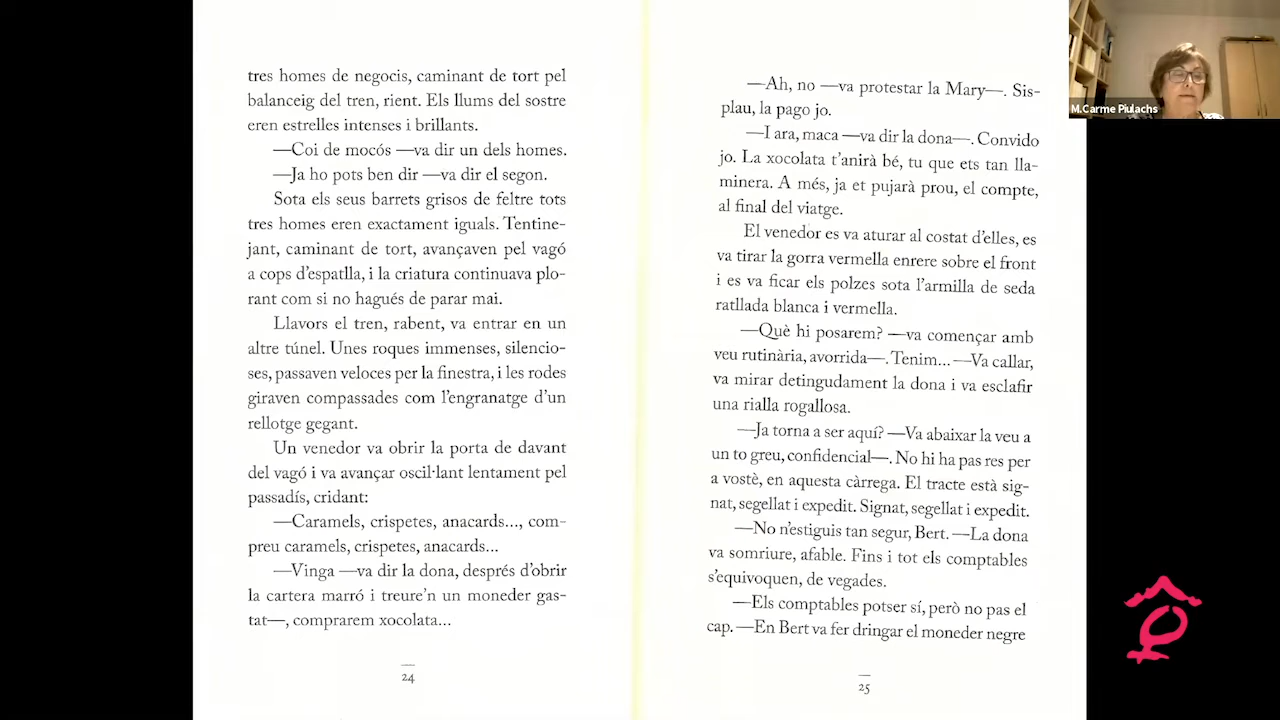 tres homes de negocis, caminant de tort pel
balanceig del tren, rient. Els llums del sostre
eren estrelles intenses i brillants.
—Coi de mocós —va dir un dels homes.
—Ja ho pots ben dir —va dir el segon.
Sota els seus barrets grisos de feltre tots
tres homes eren exactament iguals. Tentine-
jant, caminant de tort, avançaven pel vagó
a cops d'espatlla, i la criatura continuava plo-
rant com si no hagués de parar mai.
Llavors el tren, rabent, va entrar en un
altre túnel. Unes roques immenses, silencio-
ses, passaven veloces per la finestra, i les rodes
giraven compassades com l'engranatge d'un
rellotge gegant.
Un venedor va obrir la porta de davant
del vagó i va avançar oscil·lant lentament pel
passadís, cridant:
—Caramels, crispetes, anacards..., com-
preu caramels, crispetes, anacards...
—Vinga —va dir la dona, després d'obrir
la cartera marró i treure'n un moneder gas-
tat—, comprarem xocolata...
24
—Ah, no —va protestar la Mary—. Sis-
plau, la pago jo.
—I ara, maca —va dir la dona—. Convido
jo. La xocolata t'anirà bé, tu que ets tan lla-
minera. A més, ja et pujarà prou, el compte,
al final del viatge.
El venedor es va aturar al costat d'elles, es
va tirar la gorra vermella enrere sobre el front
i es va ficar els polzes sota l'armilla de seda
ratllada blanca i vermella.
—Què hi posarem? —va començar amb
veu rutinària, avorrida—. Tenim... —Va callar,
va mirar detingudament la dona i va esclafir
una rialla rogallosa.
—Ja torna a ser aquí? —Va abaixar la veu a
un to greu, confidencial—. No hi ha pas res per
a vostè, en aquesta càrrega. El tracte està sig-
nat, segellat i expedit. Signat, segellat i expedit.
—No n'estiguis tan segur, Bert. —La dona
va somriure, afable. Fins i tot els comptables
s'equivoquen, de vegades.
—Els comptables potser sí, però no pas el
cap. —En Bert va fer dringar el moneder negre
25
M.Carme Piulachs